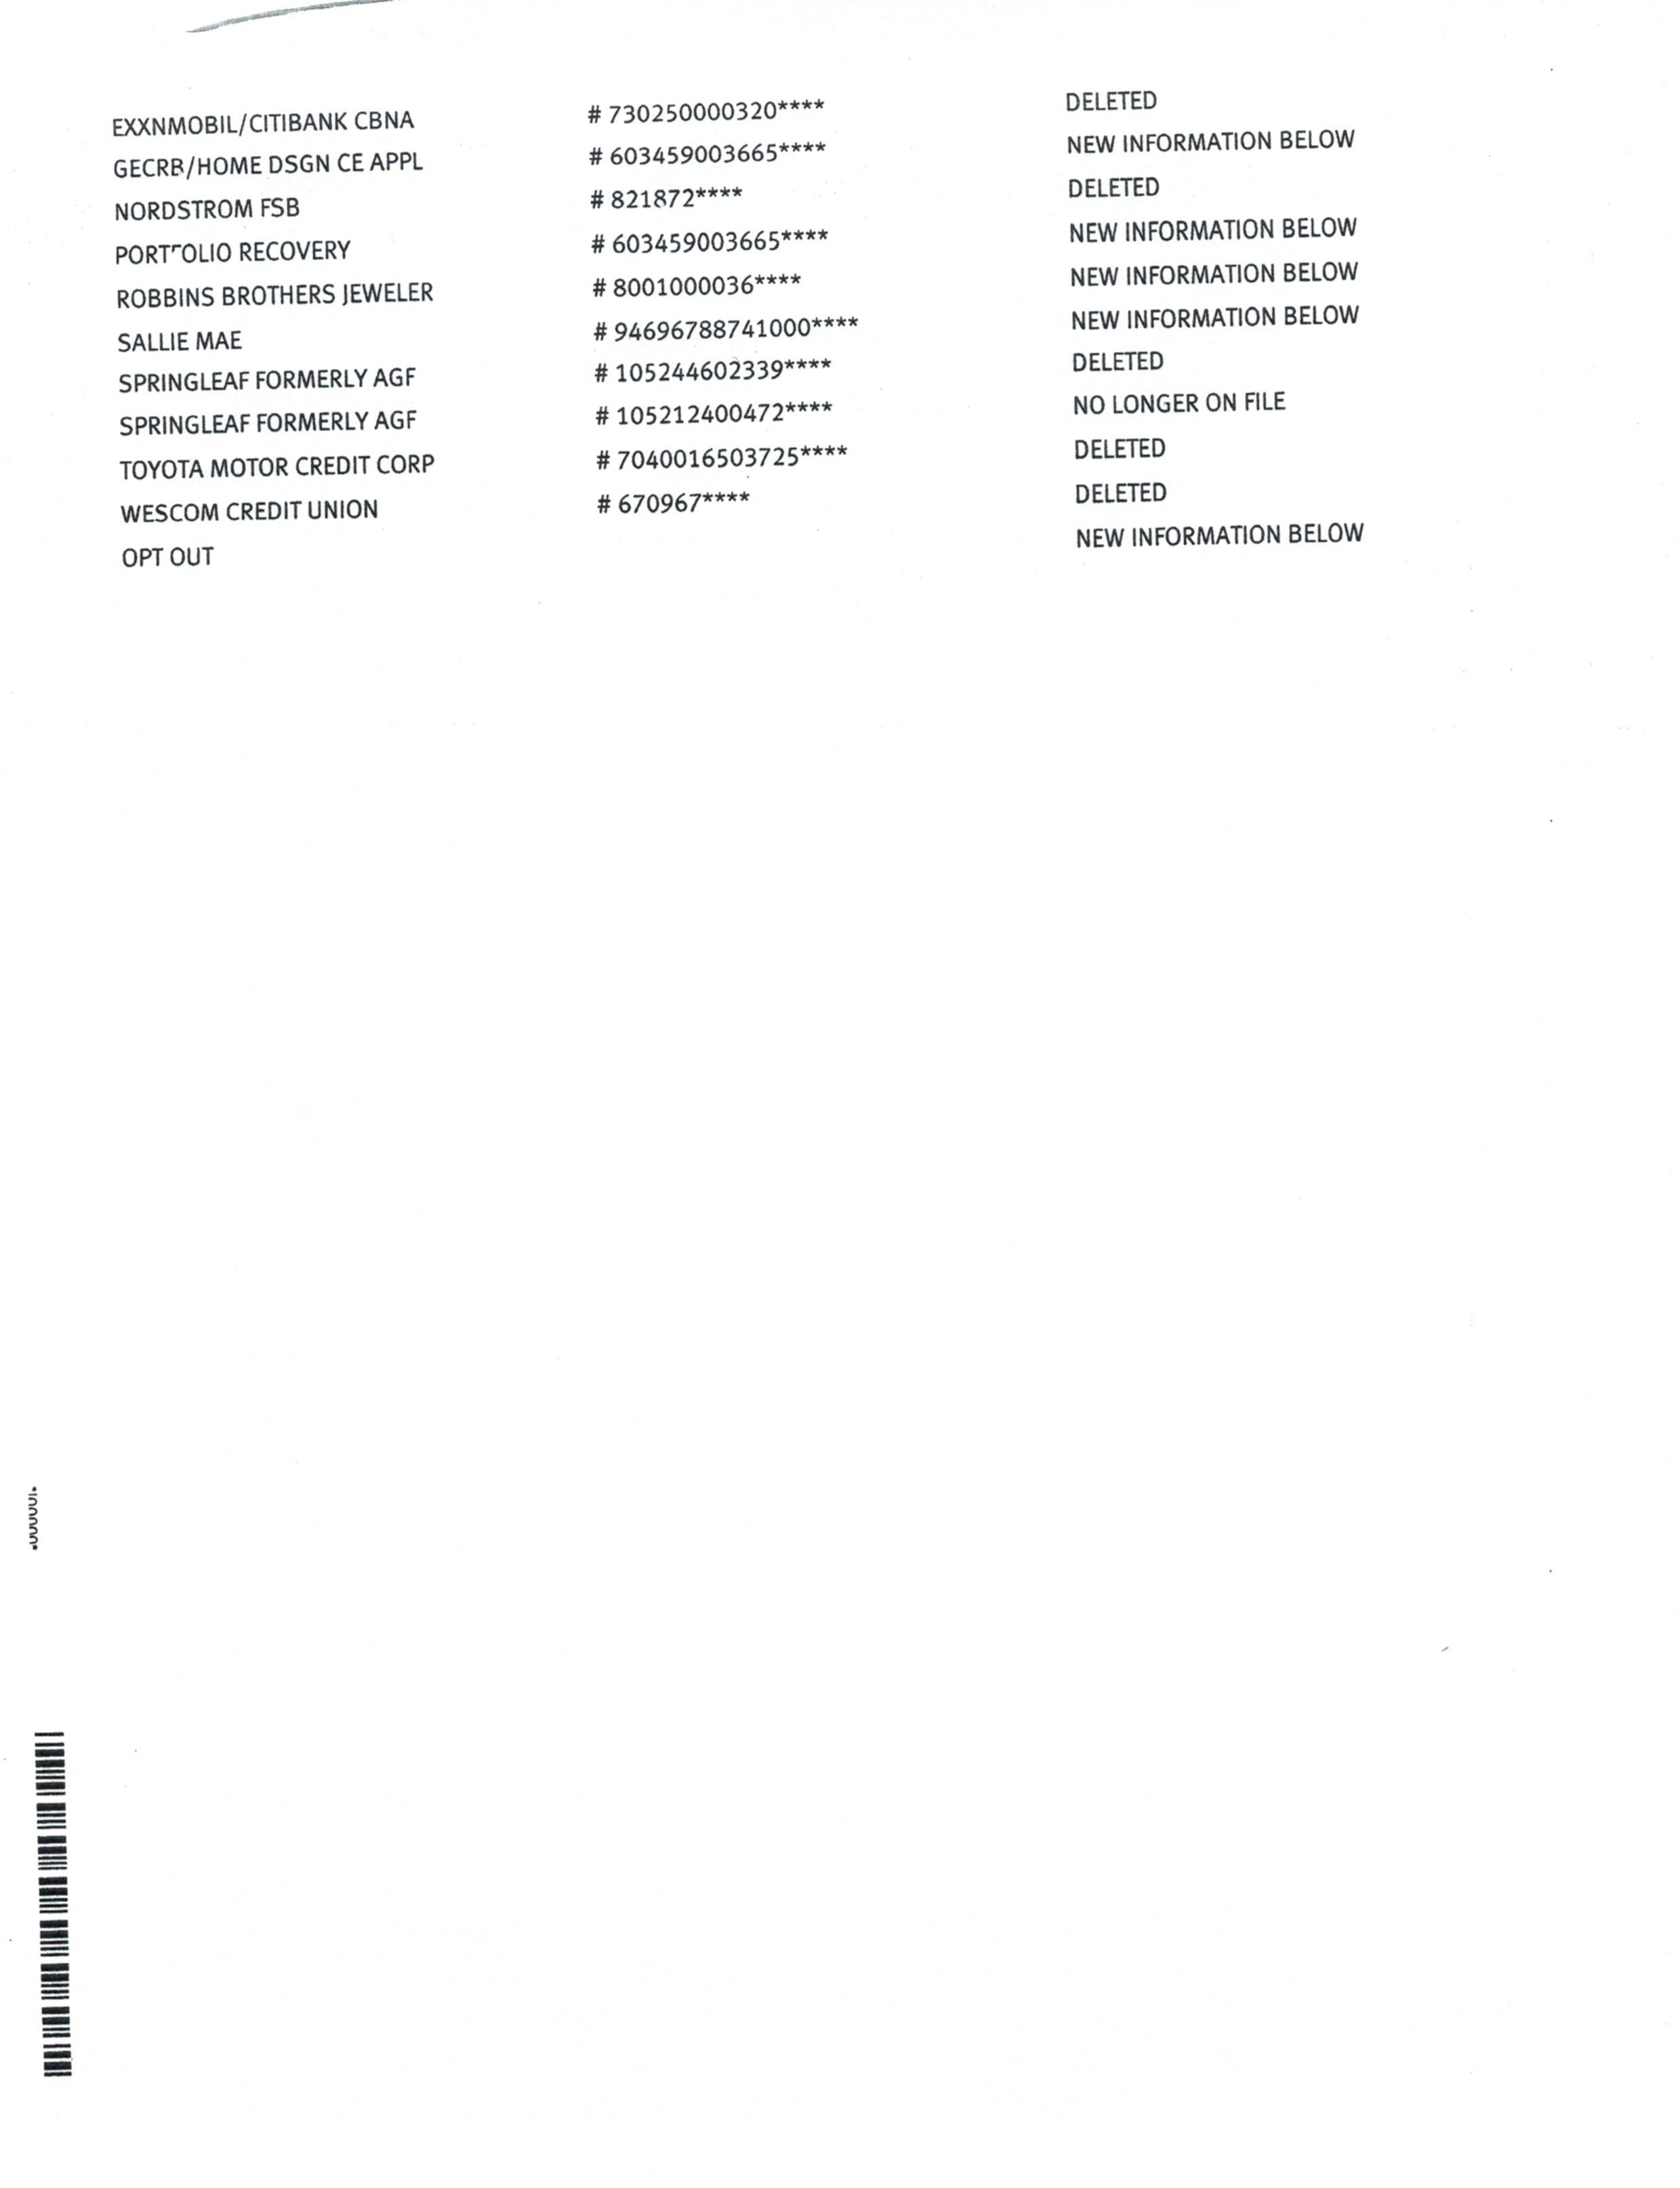 EXXNMOBIL/CITIBANK CBNA # 730250000320**** DELETED
GECRB/HOME DSGN CE APPL # 603459003665**** NEW INFORMATION BELOW
NORDSTROM FSB # 821872**** DELETED
PORTFOLIO RECOVERY # 603459003665**** NEW INFORMATION BELOW
ROBBINS BROTHERS JEWELER # 8001000036**** NEW INFORMATION BELOW
SALLIE MAE # 94696788741000**** NEW INFORMATION BELOW
SPRINGLEAF FORMERLY AGF # 105244602339**** DELETED
SPRINGLEAF FORMERLY AGF # 105212400472**** NO LONGER ON FILE
TOYOTA MOTOR CREDIT CORP # 7040016503725**** DELETED
WESCOM CREDIT UNION # 670967**** DELETED
OPT OUT NEW INFORMATION BELOW